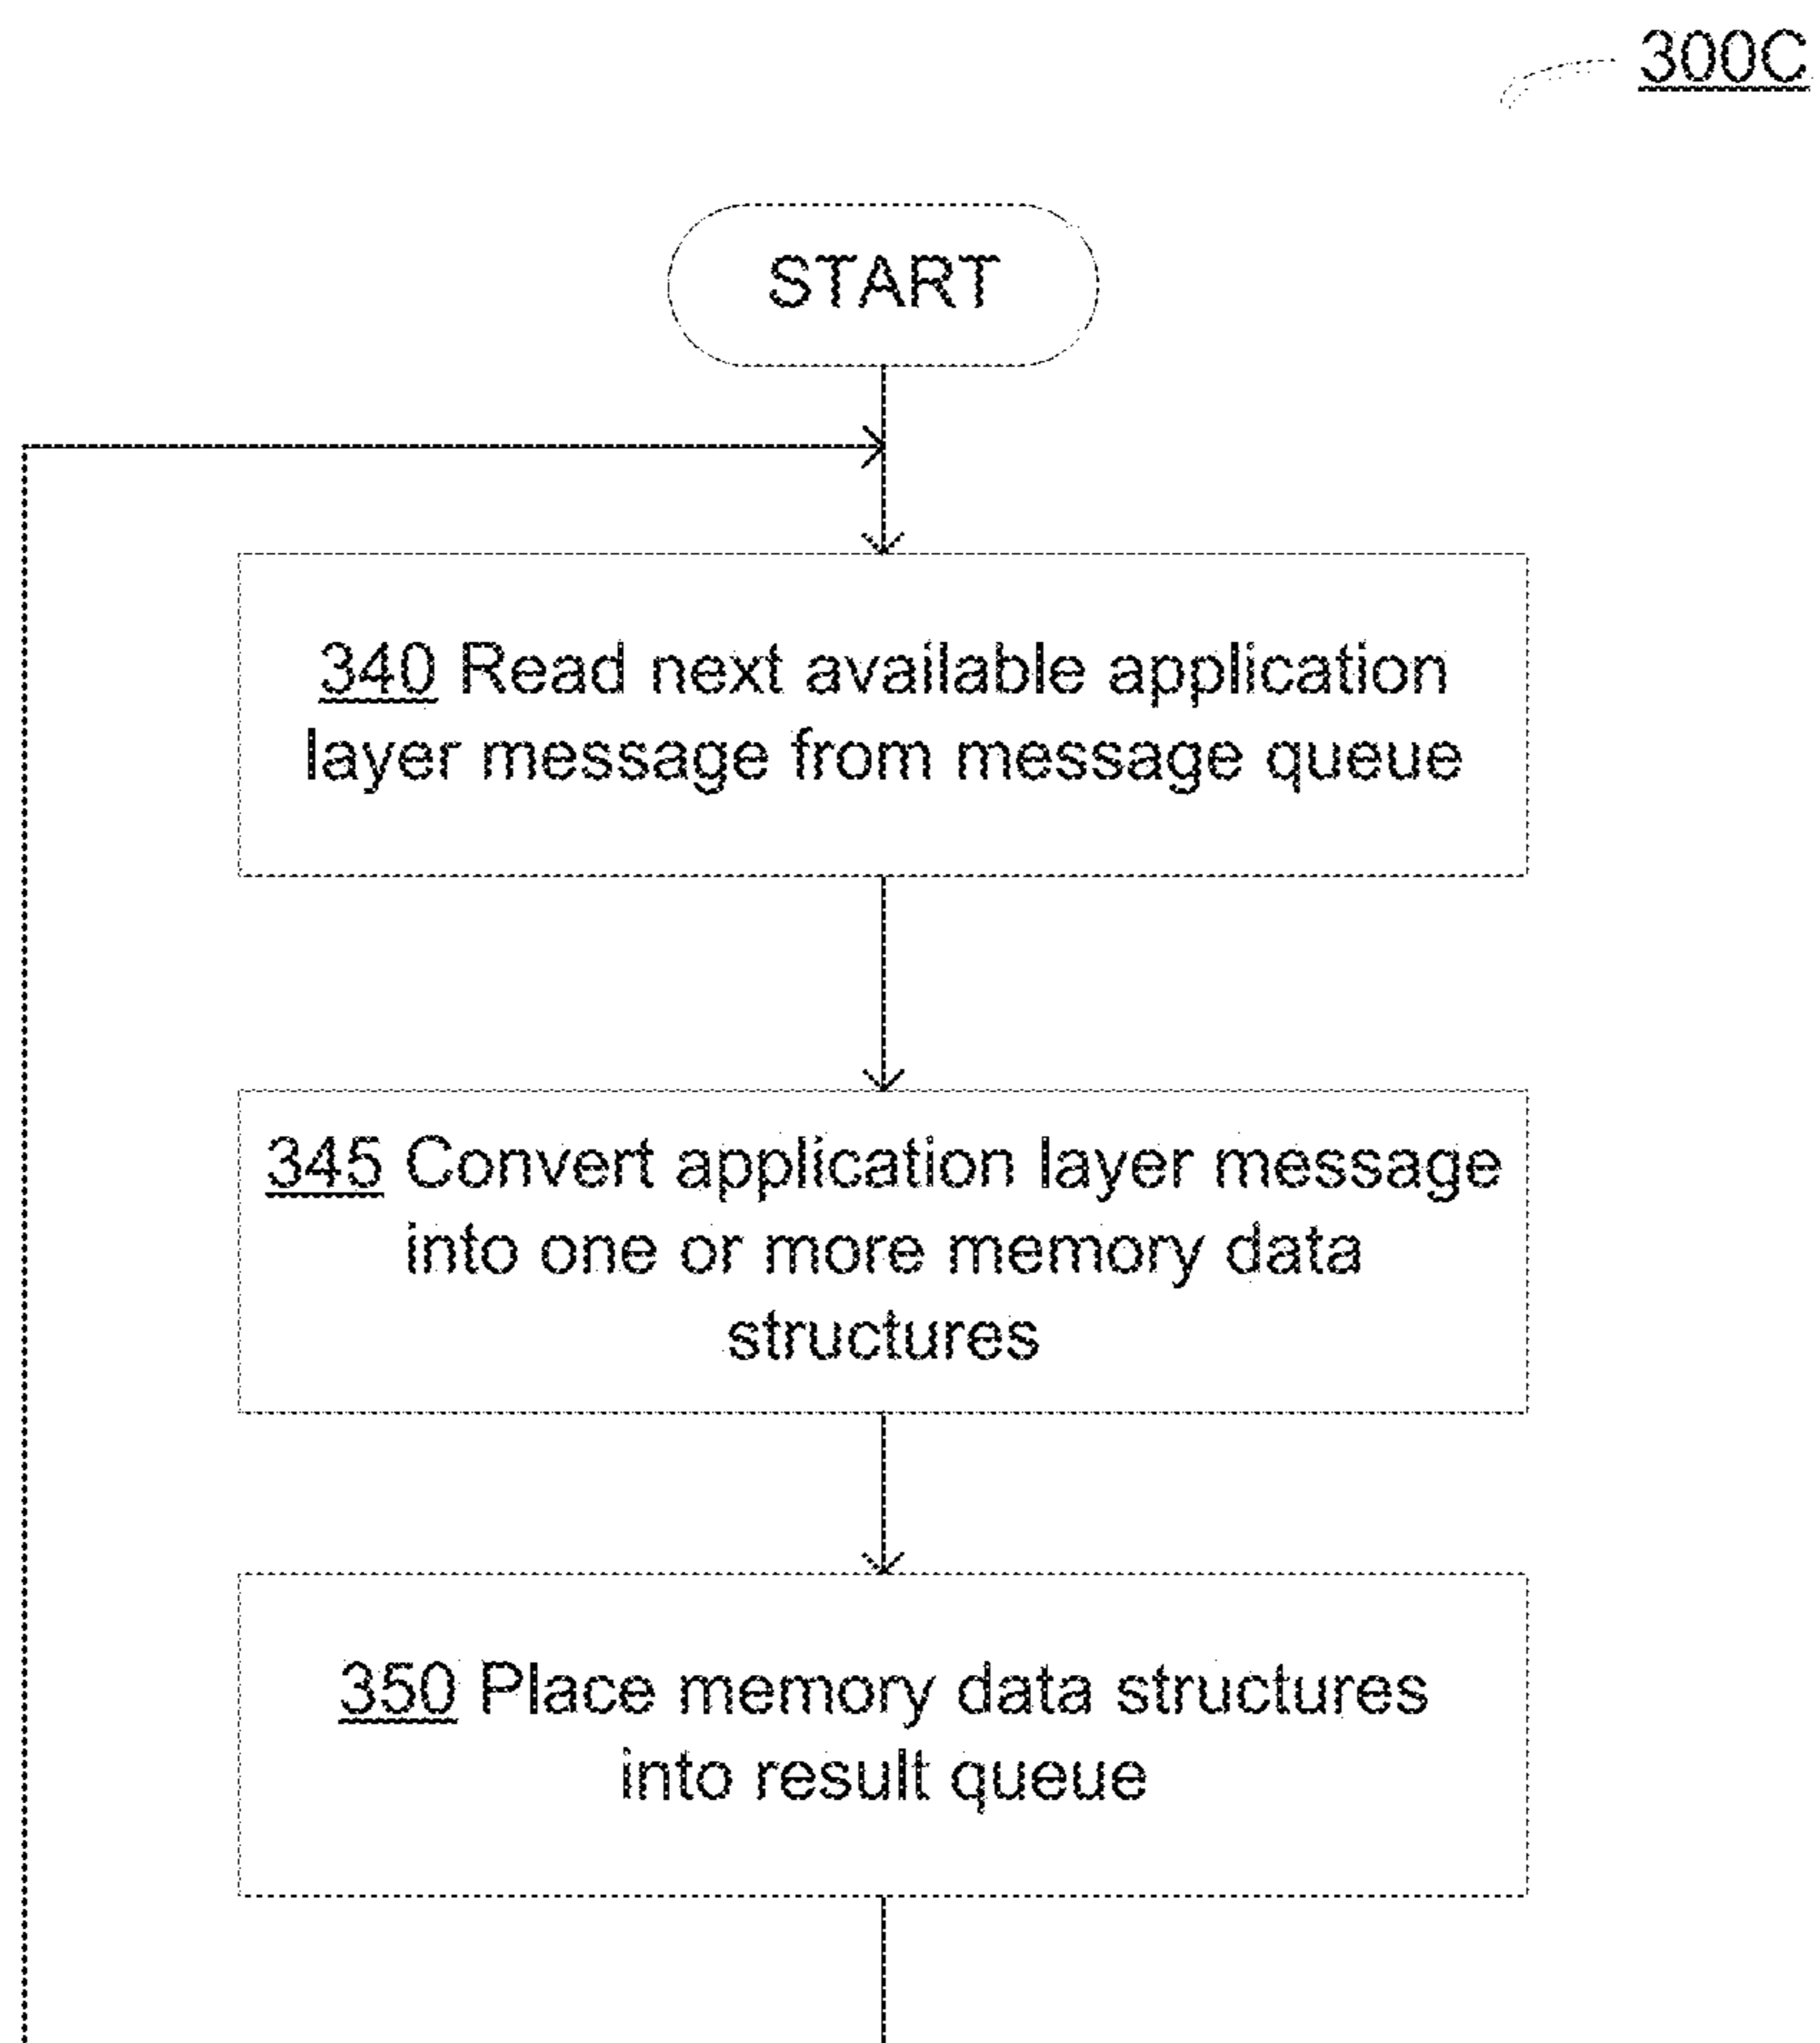 300C
START
340 Read next available application
layer message from message queue
345 Convert application layer message
into one or more memory data
structures
350 Place memory data structures
into result queue